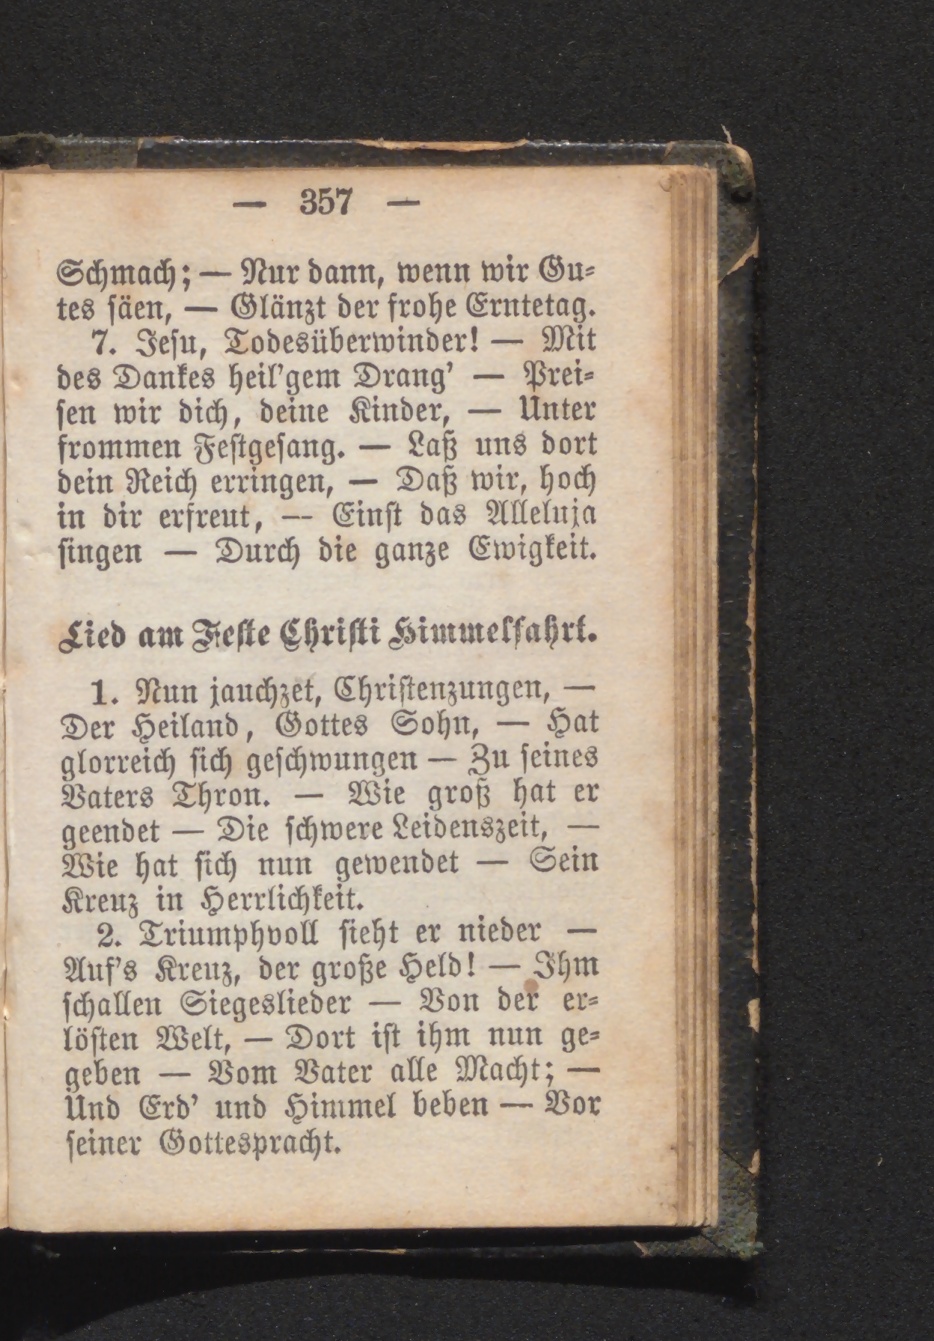 — 357 —
Schmach; — Nur dann, wenn wir Gu-
tes säen, — Glänzt der frohe Erntetag.
7. Jesu, Todesüberwinder! — Mit
des Dankes heil'gem Drang' — Prei-
sen wir dich, deine Kinder, — Unter
frommen Festgesang. — Laß uns dort
dein Reich erringen, — Daß wir, hoch
in dir erfreut, — Einst das Alleluja
singen — Durch die ganze Ewigkeit.
Lied am Feste Christi Himmelfahrt.
1. Nun jauchzet, Christenzungen, —
Der Heiland, Gottes Sohn, — Hat
glorreich sich geschwungen — Zu seines
Vaters Thron. — Wie groß hat er
geendet — Die schwere Leidenszeit, —
Wie hat sich nun gewendet — Sein
Kreuz in Herrlichkeit.
2. Triumphvoll sieht er nieder —
Auf's Kreuz, der große Held! — Ihm
schallen Siegeslieder — Von der er-
lösten Welt, — Dort ist ihm nun ge-
geben — Vom Vater alle Macht; —
Und Erd' und Himmel beben — Vor
seiner Gottespracht.